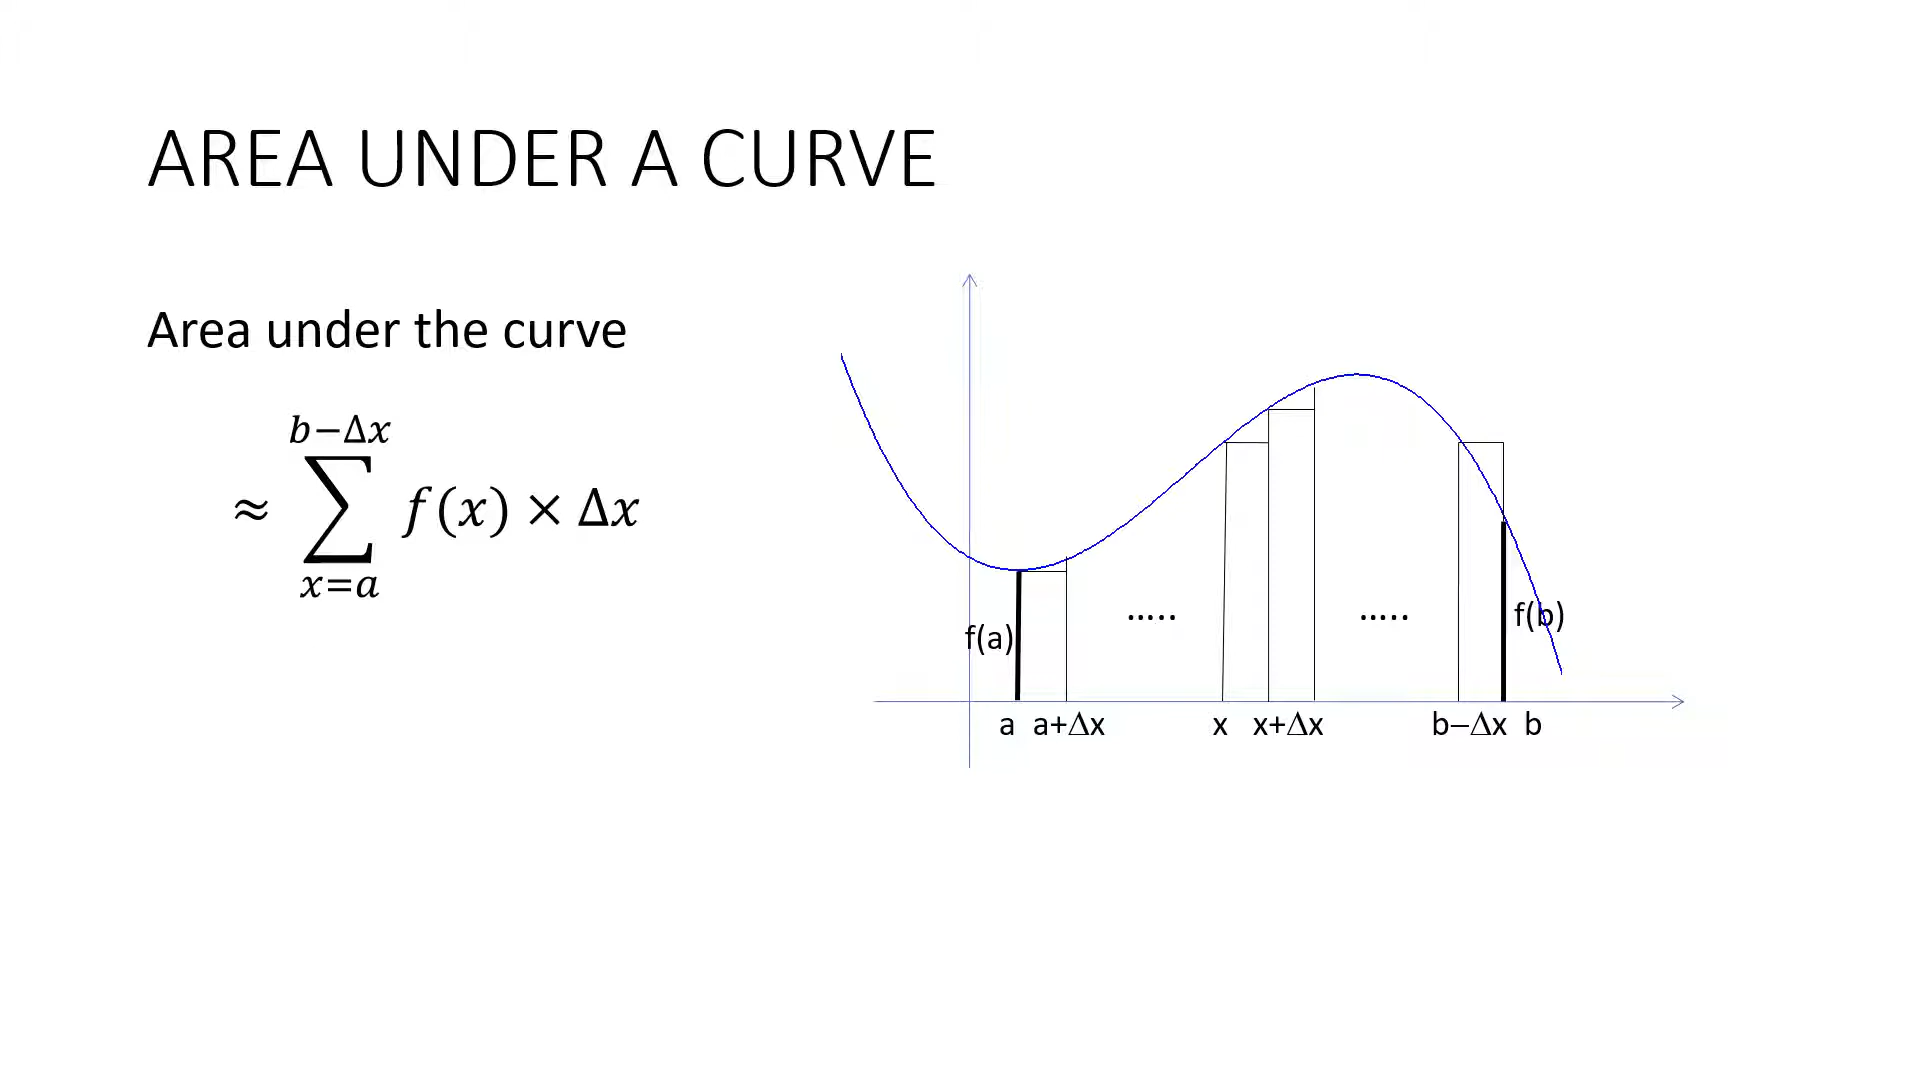 AREA UNDER A CURVE
Area under the curve
b−Δx
≈ ∑ f(x) × Δx
x=a
f(a)
.....
.....
f(b)
a a+Δx x x+Δx b−Δx b